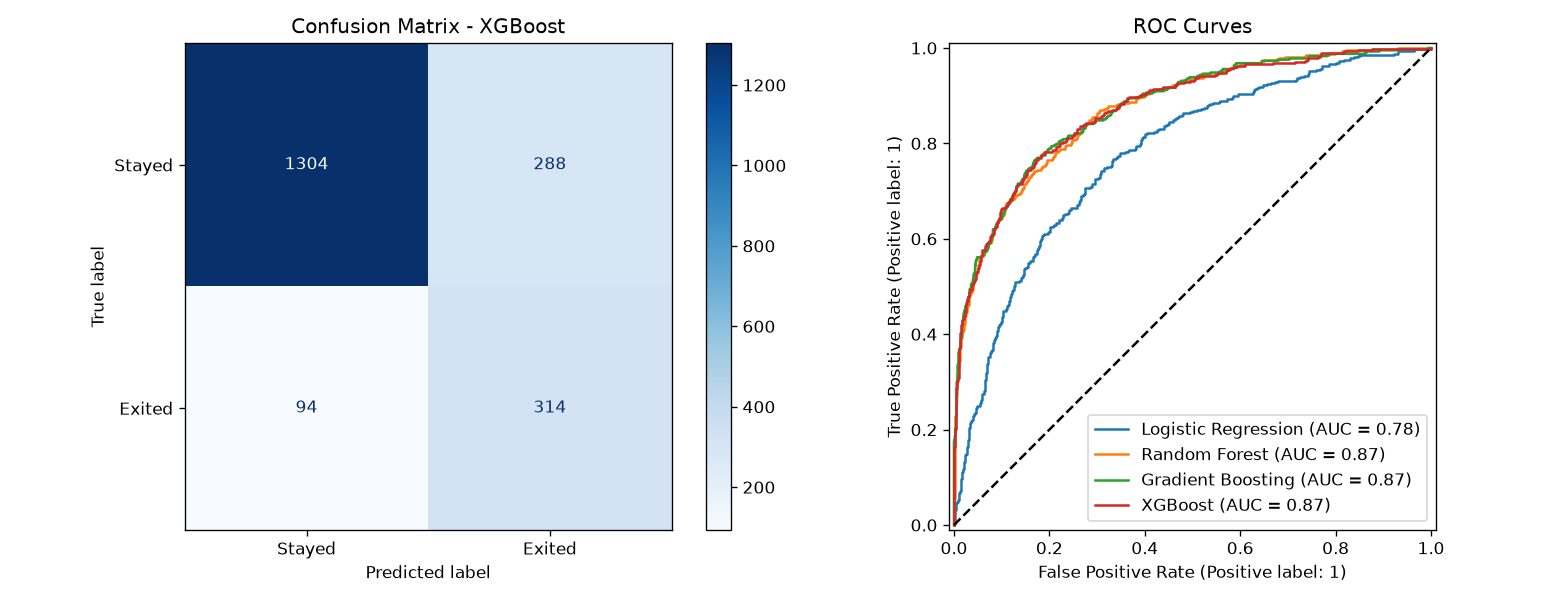 Confusion Matrix - XGBoost
Stayed
Exited
True label
1304
288
94
314
Stayed
Exited
Predicted label
1200
1000
800
600
400
200
ROC Curves
True Positive Rate (Positive label: 1)
1.0
0.8
0.6
0.4
0.2
0.0
Logistic Regression (AUC = 0.78)
Random Forest (AUC = 0.87)
Gradient Boosting (AUC = 0.87)
XGBoost (AUC = 0.87)
0.0
0.2
0.4
0.6
0.8
1.0
False Positive Rate (Positive label: 1)